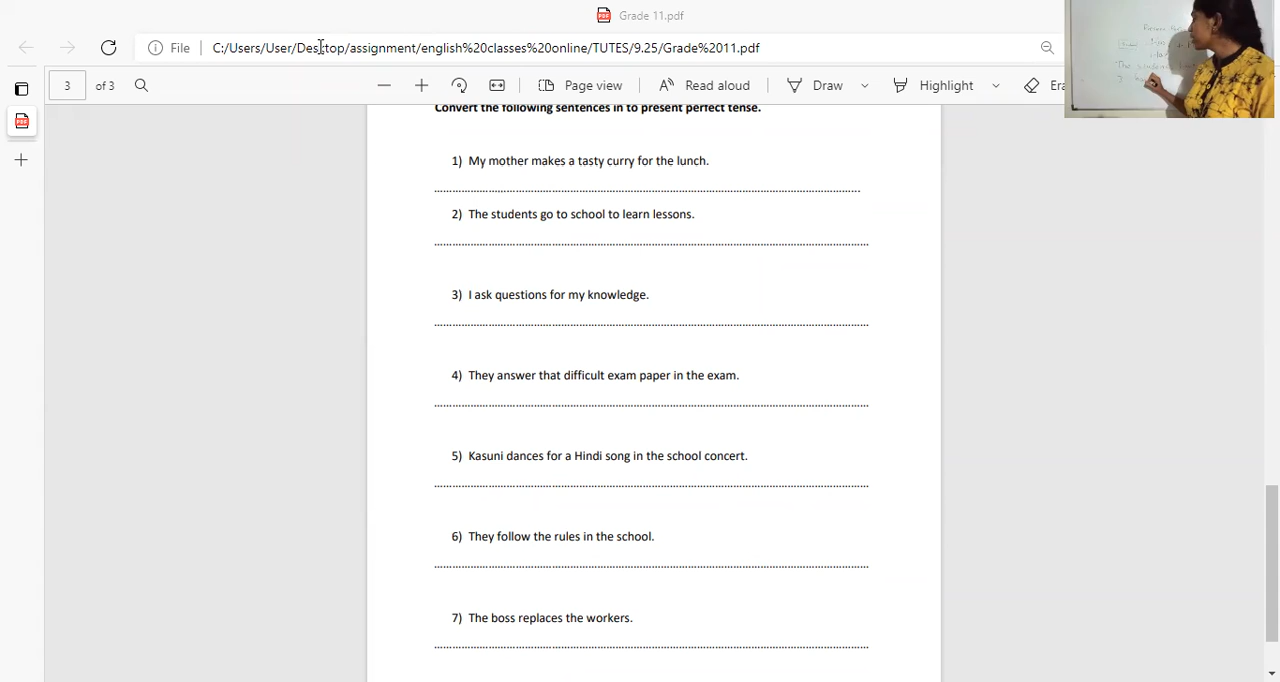 Grade 11.pdf
File
C:/Users/User/Desstop/assignment/english%20classes%20online/TUTES/9.25/Grade%2011.pdf
3 of 3
Page view
Read aloud
Draw
Highlight
Convert the following sentences in to present perfect tense.
1) My mother makes a tasty curry for the lunch.
2) The students go to school to learn lessons.
3) I ask questions for my knowledge.
4) They answer that difficult exam paper in the exam.
5) Kasuni dances for a Hindi song in the school concert.
6) They follow the rules in the school.
7) The boss replaces the workers.